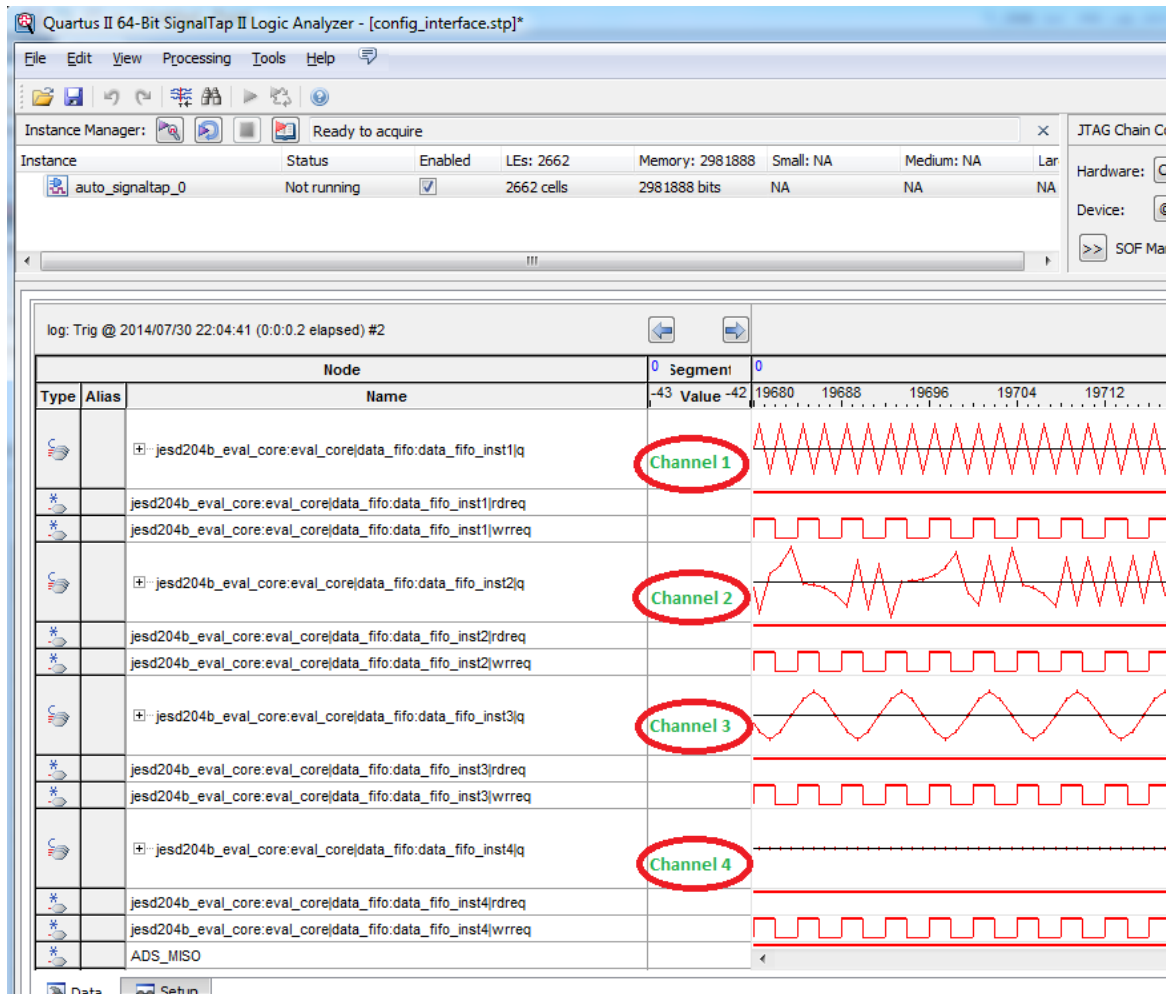 Quartus II 64-Bit SignalTap II Logic Analyzer - [config_interface.stp]*
File Edit View Processing Tools Help
Instance Manager: Ready to acquire
JTAG Chain Co
Instance Status Enabled LEs: 2662 Memory: 2981888 Small: NA Medium: NA Lar
auto_signaltap_0 Not running 2662 cells 2981888 bits NA NA NA
Hardware:
Device:
>> SOF Ma
log: Trig @ 2014/07/30 22:04:41 (0:0:0.2 elapsed) #2
Node 0 Segment 0
Type Alias Name -43 Value -42 19680 19688 19696 19704 19712
jesd204b_eval_core:eval_core|data_fifo:data_fifo_inst1|q Channel 1
jesd204b_eval_core:eval_core|data_fifo:data_fifo_inst1|rdreq
jesd204b_eval_core:eval_core|data_fifo:data_fifo_inst1|wrreq
jesd204b_eval_core:eval_core|data_fifo:data_fifo_inst2|q Channel 2
jesd204b_eval_core:eval_core|data_fifo:data_fifo_inst2|rdreq
jesd204b_eval_core:eval_core|data_fifo:data_fifo_inst2|wrreq
jesd204b_eval_core:eval_core|data_fifo:data_fifo_inst3|q Channel 3
jesd204b_eval_core:eval_core|data_fifo:data_fifo_inst3|rdreq
jesd204b_eval_core:eval_core|data_fifo:data_fifo_inst3|wrreq
jesd204b_eval_core:eval_core|data_fifo:data_fifo_inst4|q Channel 4
jesd204b_eval_core:eval_core|data_fifo:data_fifo_inst4|rdreq
jesd204b_eval_core:eval_core|data_fifo:data_fifo_inst4|wrreq
ADS_MISO
Data Setup